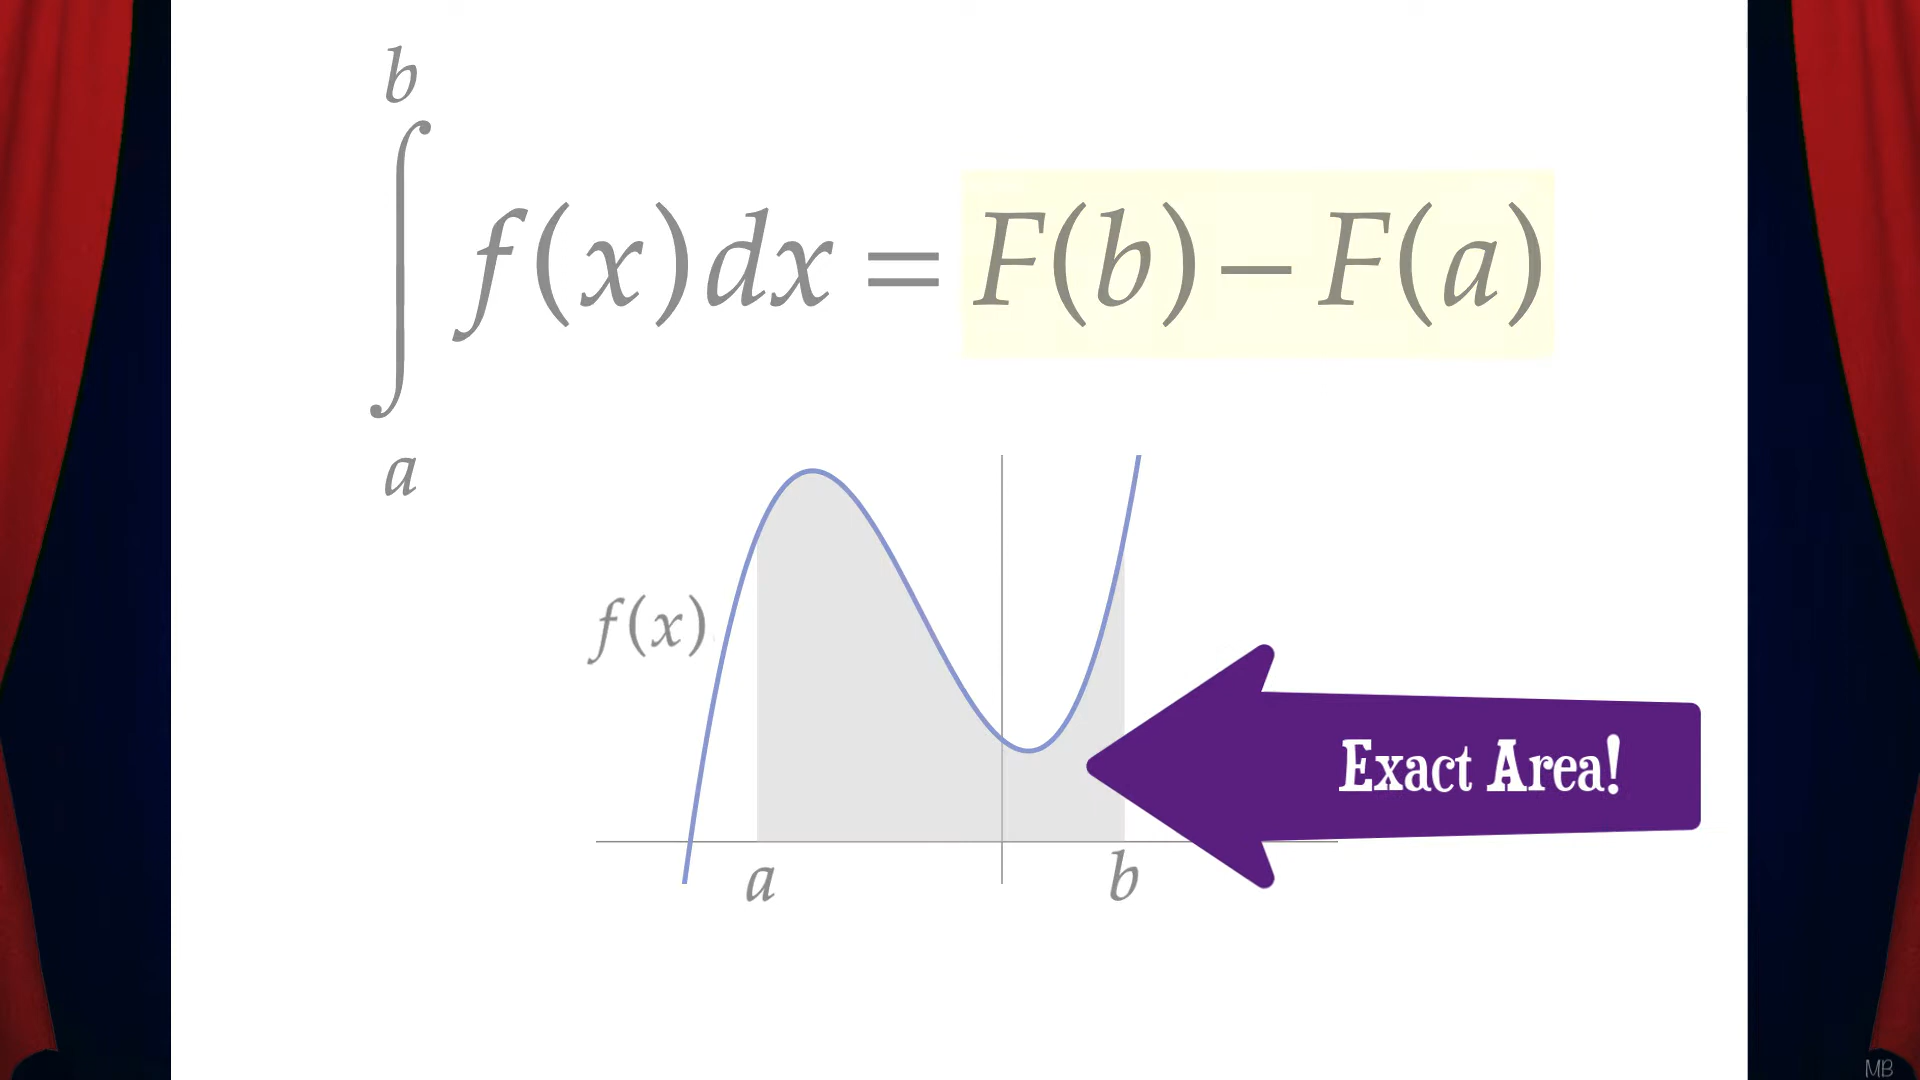 b
∫ f(x)dx = F(b) – F(a)
a
f(x)
Exact Area!
a b
MB